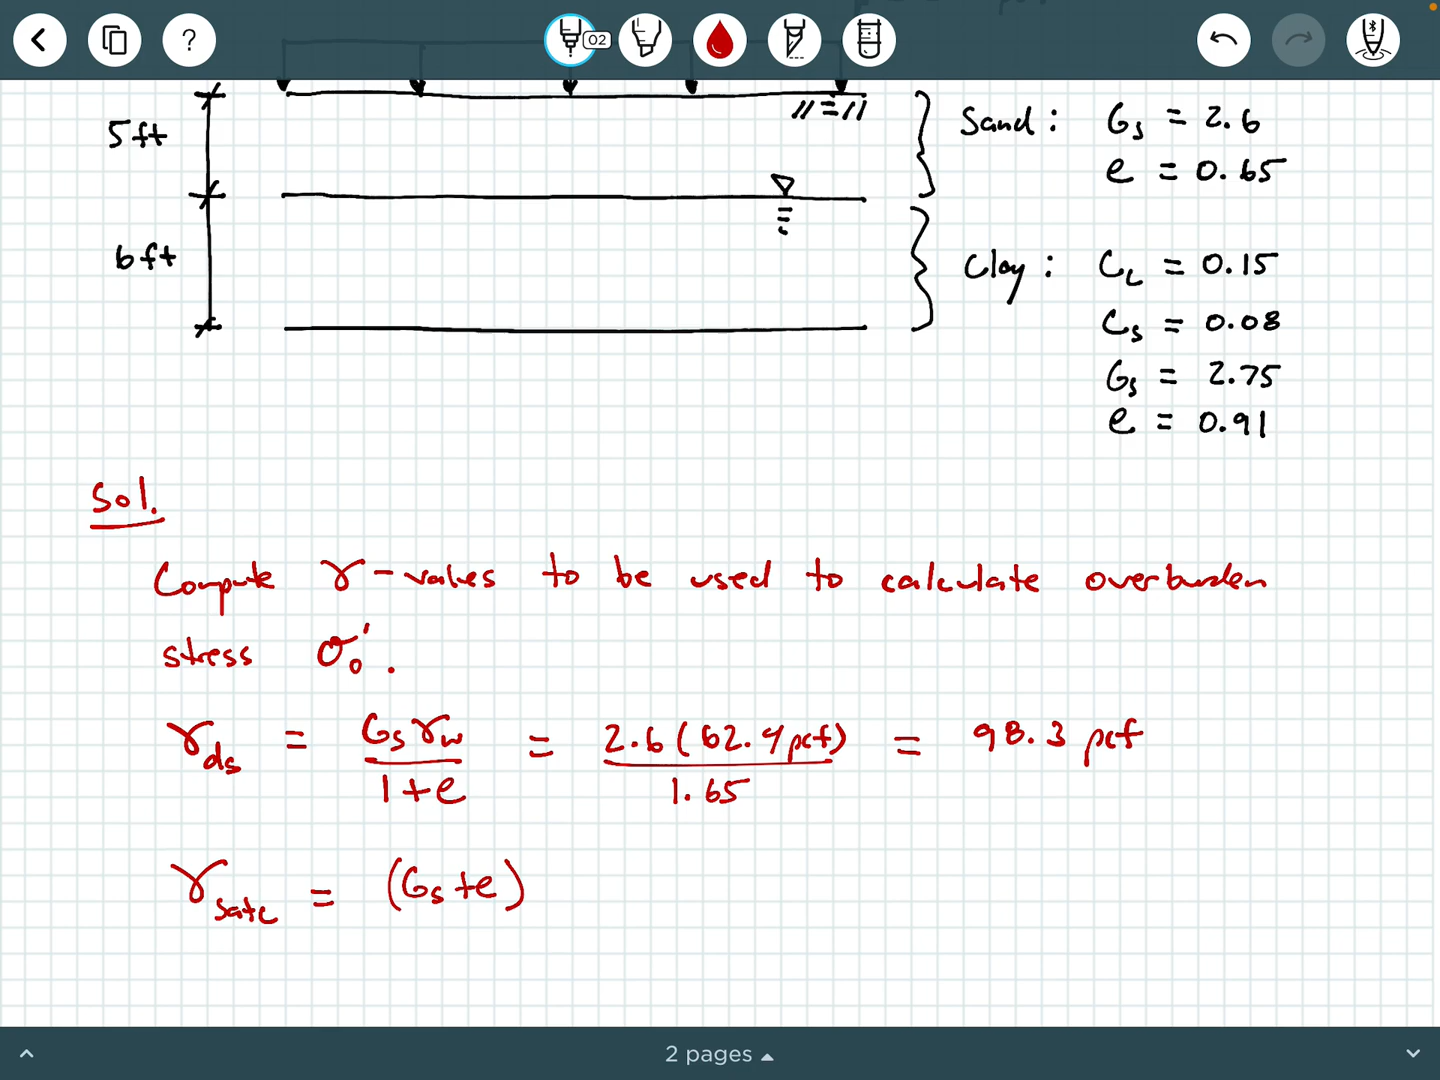 ?
02
5ft
6ft
Sand: Gs = 2.6
e = 0.65
Clay: Cc = 0.15
Cs = 0.08
Gs = 2.75
e = 0.91
Sol.
Compute γ-values to be used to calculate overburden
stress σ₀'.
γds = Gsγw / 1+e = 2.6(62.4pcf) / 1.65 = 98.3 pcf
γsatc = (Gs+e)
2 pages